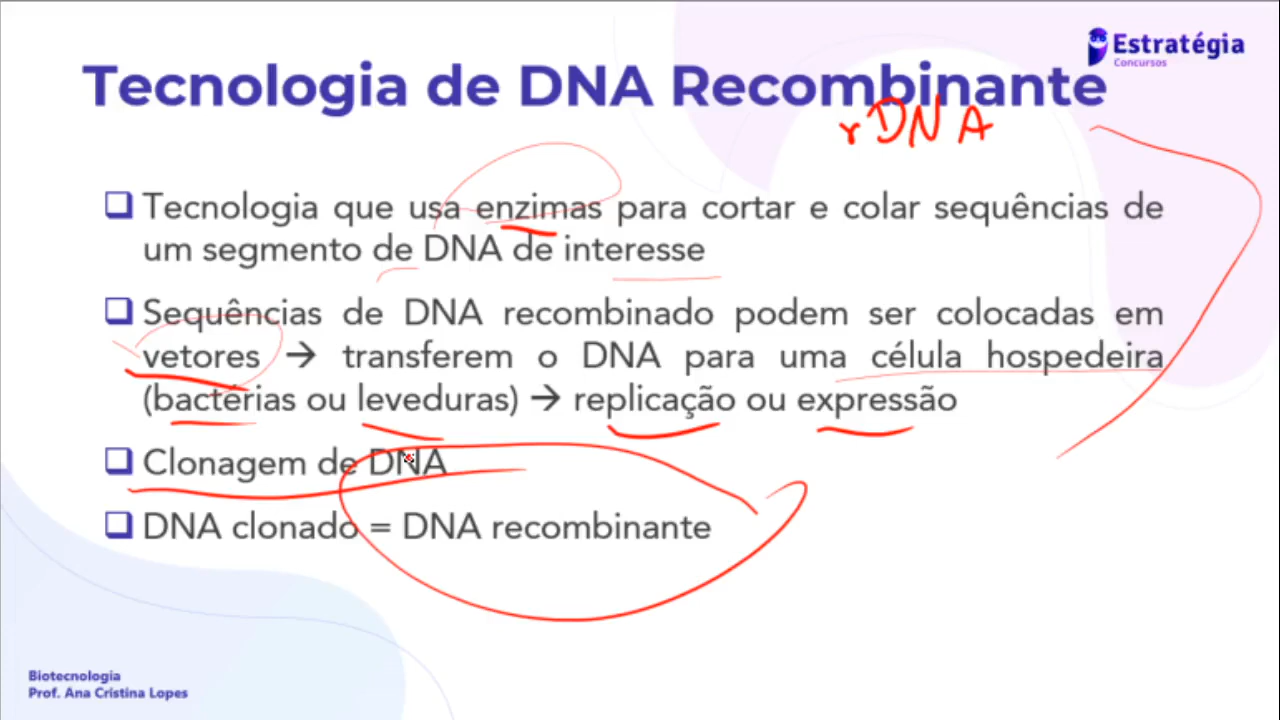 Estratégia
Concursos
Tecnologia de DNA Recombinante
rDNA
❑ Tecnologia que usa enzimas para cortar e colar sequências de
um segmento de DNA de interesse
❑ Sequências de DNA recombinado podem ser colocadas em
vetores → transferem o DNA para uma célula hospedeira
(bactérias ou leveduras) → replicação ou expressão
❑ Clonagem de DNA
❑ DNA clonado = DNA recombinante
Biotecnologia
Prof. Ana Cristina Lopes